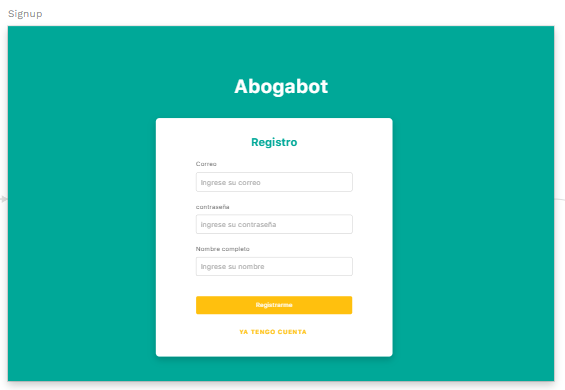 Signup
Abogabot
Registro
Correo
Ingrese su correo
contraseña
Ingrese su contraseña
Nombre completo
Ingrese su nombre
Registrarme
YA TENGO CUENTA